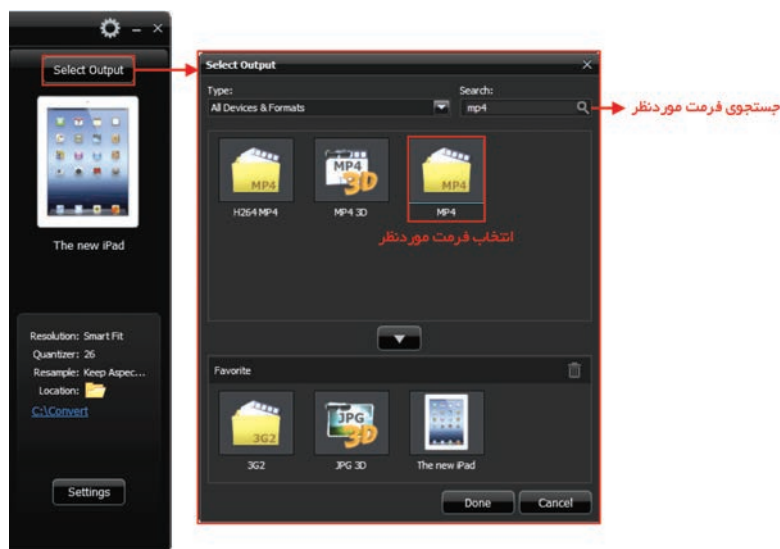 Select Output
The new iPad
Resolution: Smart Fit
Quantizer: 26
Resample: Keep Aspec...
Location:
C:\Convert
Settings
Select Output
Type:
All Devices & Formats
Search:
mp4
جستجوی فرمت موردنظر
MP4
H264 MP4
MP4
3D
MP4 3D
MP4
MP4
انتخاب فرمت موردنظر
Favorite
3G2
3G2
JPG
3D
JPG 3D
The new iPad
Done
Cancel